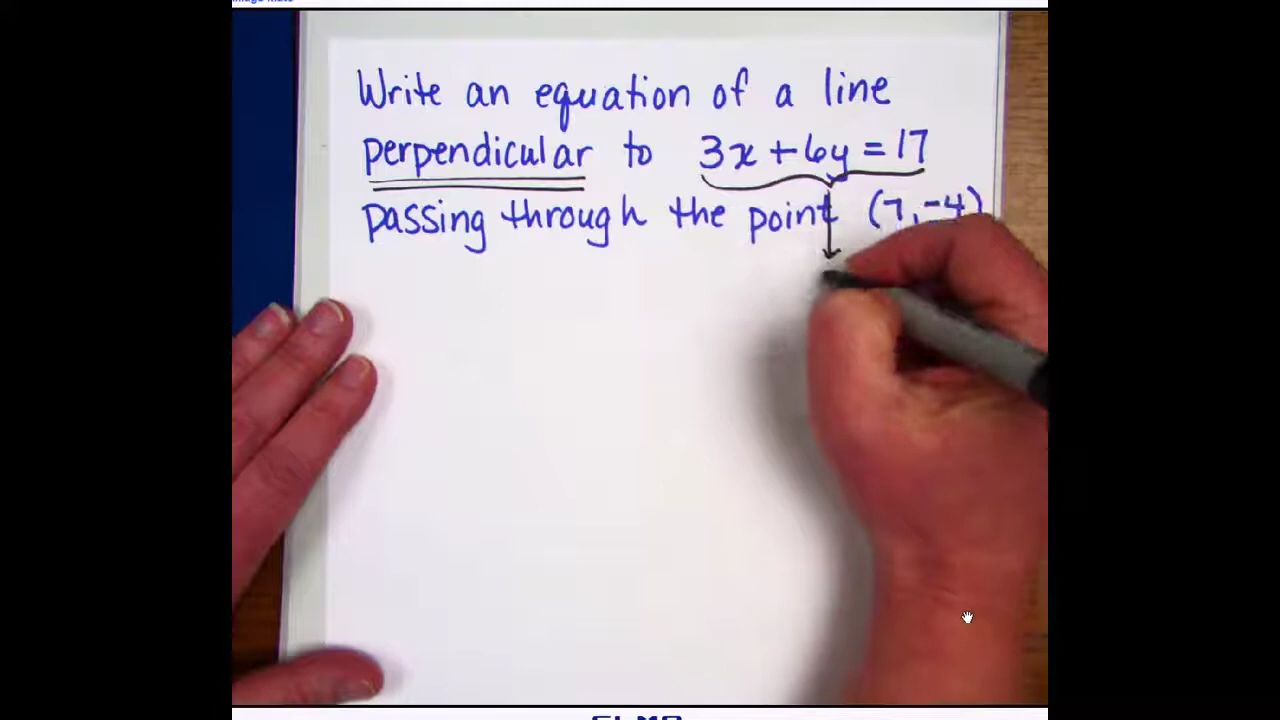 Write an equation of a line
perpendicular to 3x + 6y = 17
passing through the point (7, -4)